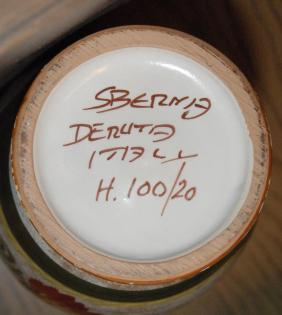 SBERNA
DERUTA
ITALY
H. 100/20